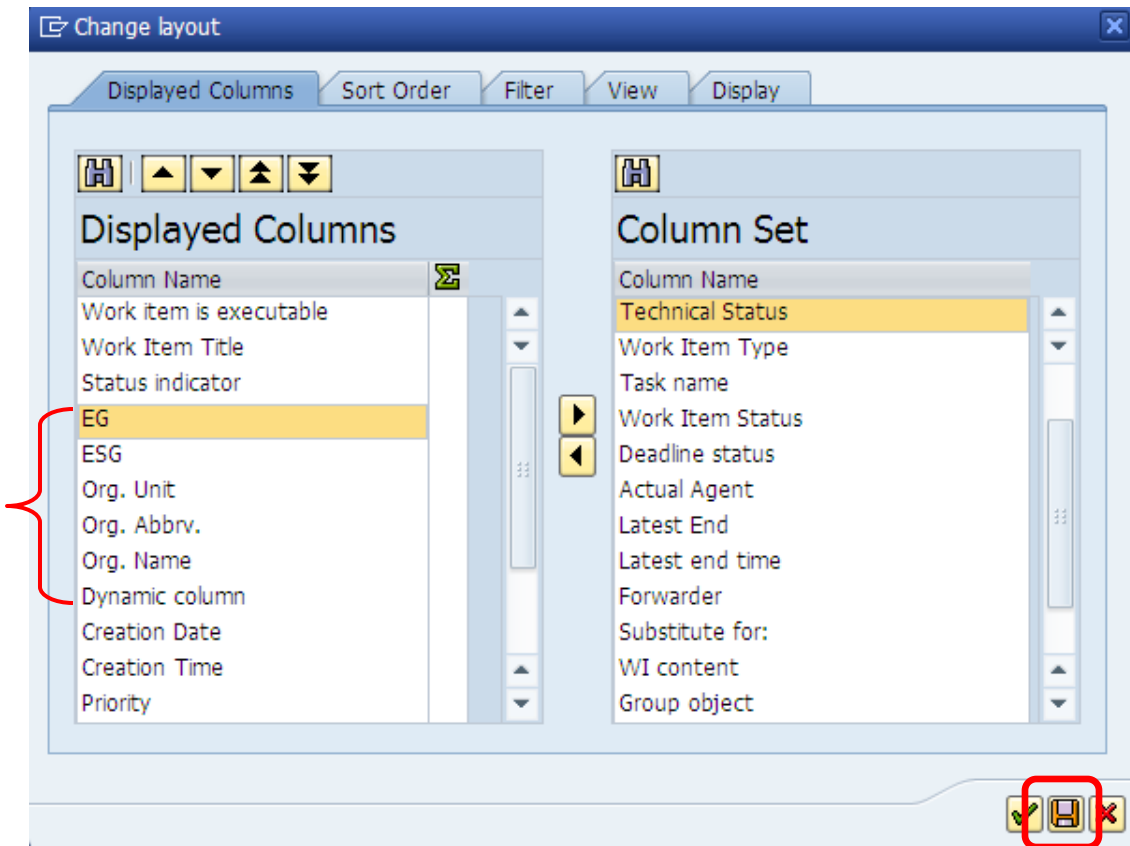 Change layout
Displayed Columns Sort Order Filter View Display
Displayed Columns
Column Name
Work item is executable
Work Item Title
Status indicator
EG
ESG
Org. Unit
Org. Abbrv.
Org. Name
Dynamic column
Creation Date
Creation Time
Priority
Column Set
Column Name
Technical Status
Work Item Type
Task name
Work Item Status
Deadline status
Actual Agent
Latest End
Latest end time
Forwarder
Substitute for:
WI content
Group object